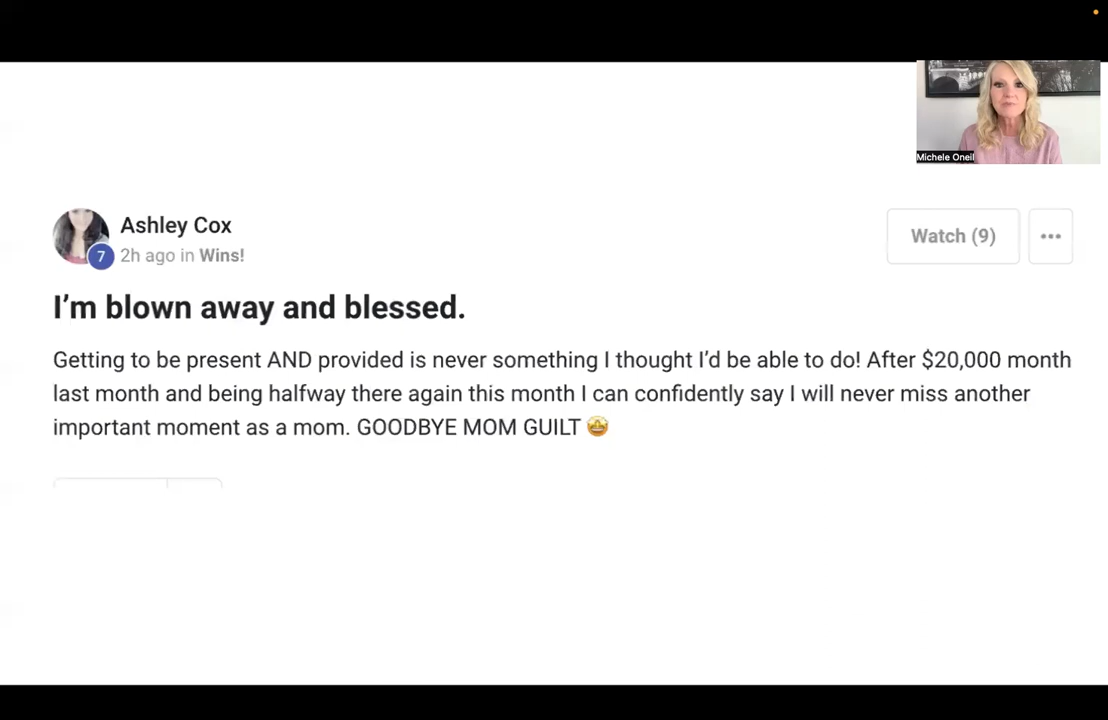 Michele Oneil
Ashley Cox
7
2h ago in Wins!
Watch (9)
I’m blown away and blessed.
Getting to be present AND provided is never something I thought I’d be able to do! After $20,000 month
last month and being halfway there again this month I can confidently say I will never miss another
important moment as a mom. GOODBYE MOM GUILT 🤩